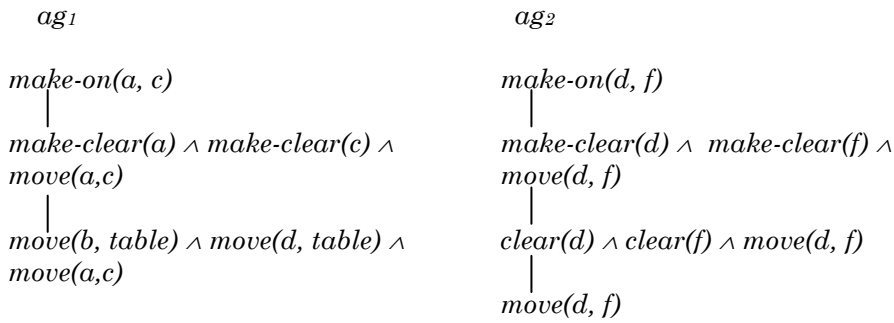 ag1
make-on(a, c)
make-clear(a) ∧ make-clear(c) ∧
move(a,c)
move(b, table) ∧ move(d, table) ∧
move(a,c)
ag2
make-on(d, f)
make-clear(d) ∧ make-clear(f) ∧
move(d, f)
clear(d) ∧ clear(f) ∧ move(d, f)
move(d, f)